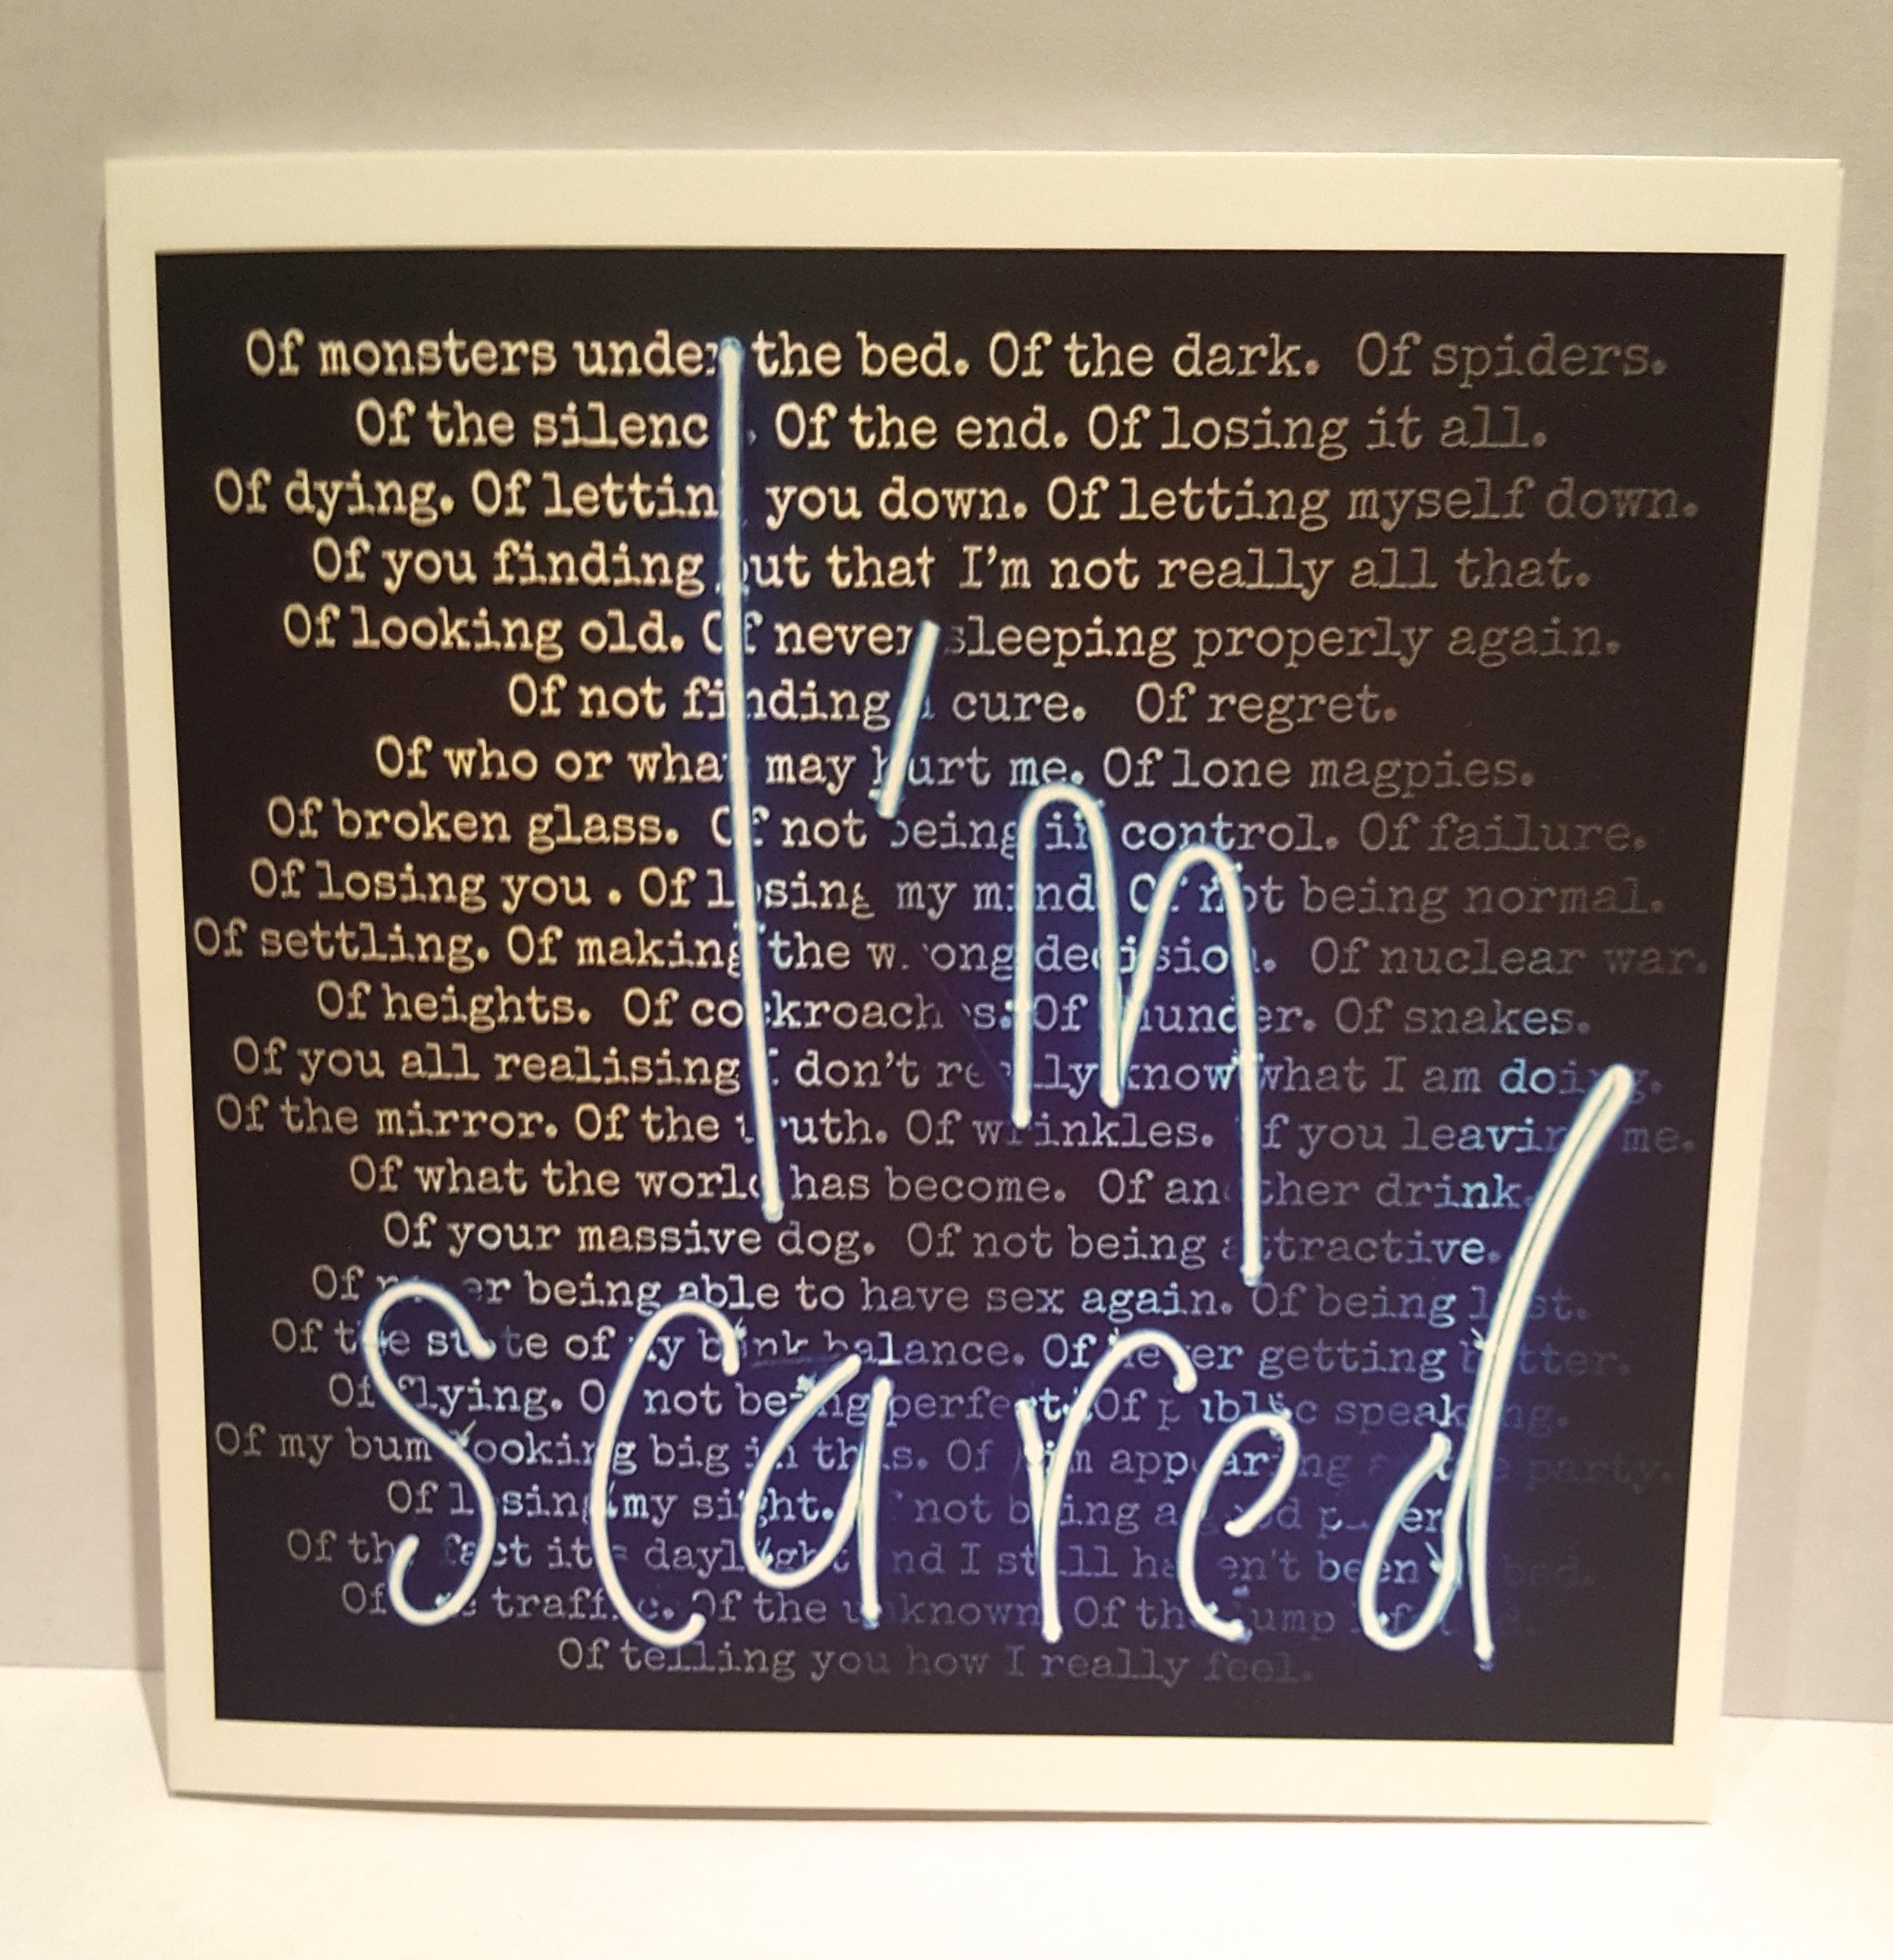 Of monsters under the bed. Of the dark. Of spiders.
Of the silence. Of the end. Of losing it all.
Of dying. Of letting you down. Of letting myself down.
Of you finding out that I'm not really all that.
Of looking old. Of never sleeping properly again.
Of not finding a cure. Of regret.
Of who or what may hurt me. Of lone magpies.
Of broken glass. Of not being in control. Of failure.
Of losing you. Of losing my mind. Of not being normal.
Of settling. Of making the wrong decision. Of nuclear war.
Of heights. Of cockroaches. Of thunder. Of snakes.
Of you all realising I don't really know what I am doing.
Of the mirror. Of the truth. Of wrinkles. Of you leaving me.
Of what the world has become. Of another drink.
Of your massive dog. Of not being attractive.
Of never being able to have sex again. Of being lost.
Of the state of my bank balance. Of never getting better.
Of flying. Of not being perfect. Of public speaking.
Of my bum looking big in this. Of him appearing at the party.
Of losing my sight. Of not being a good
Of the fact it's daylight and I still haven't been bed.
Of the traffic. Of the unknown. Of the lump
Of telling you how I really feel.
I'm
scared